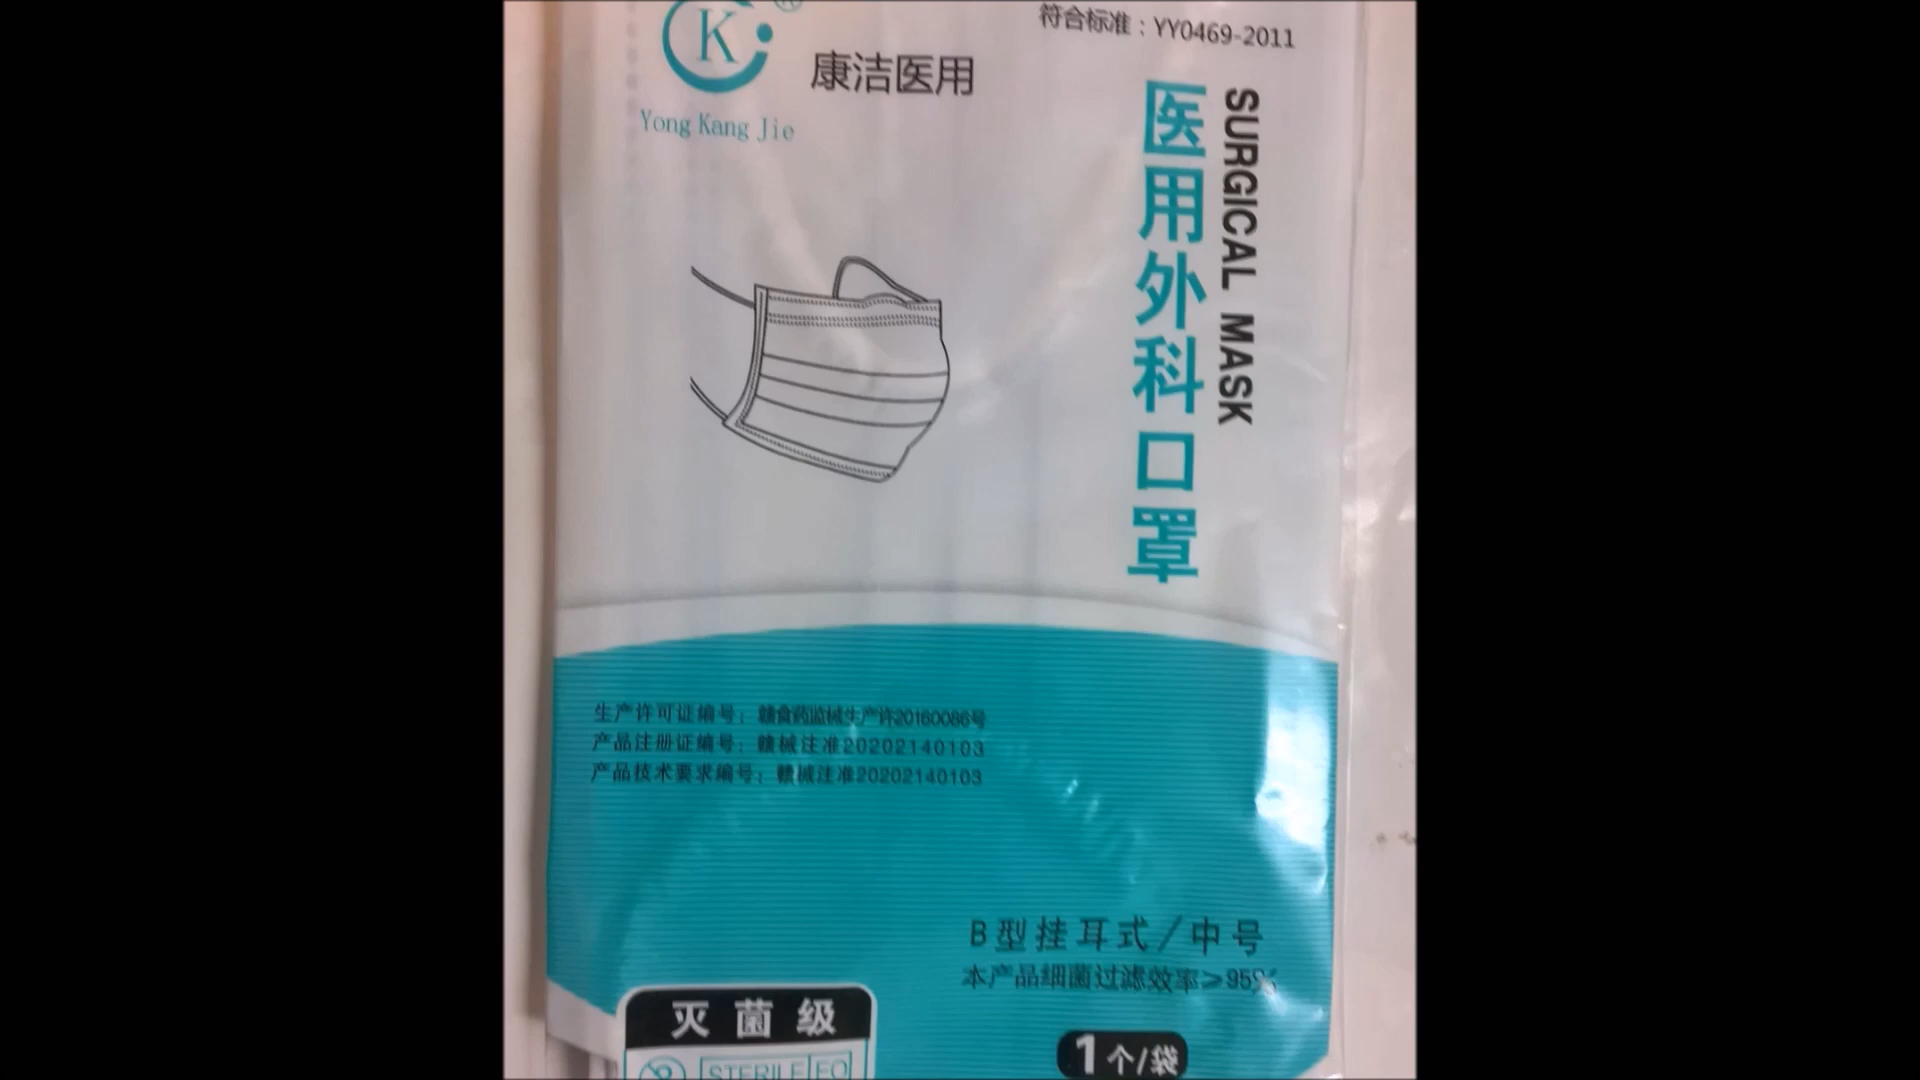 K
®
康洁医用
Yong Kang Jie
符合标准：YY0469-2011
SURGICAL MASK
医用外科口罩
生产许可证编号：赣食药监械生产许20160086号
产品注册证编号：赣械注准20202140103
产品技术要求编号：赣械注准20202140103
B型挂耳式/中号
本产品细菌过滤效率≥95%
灭菌级
STERILE EO
1个/袋